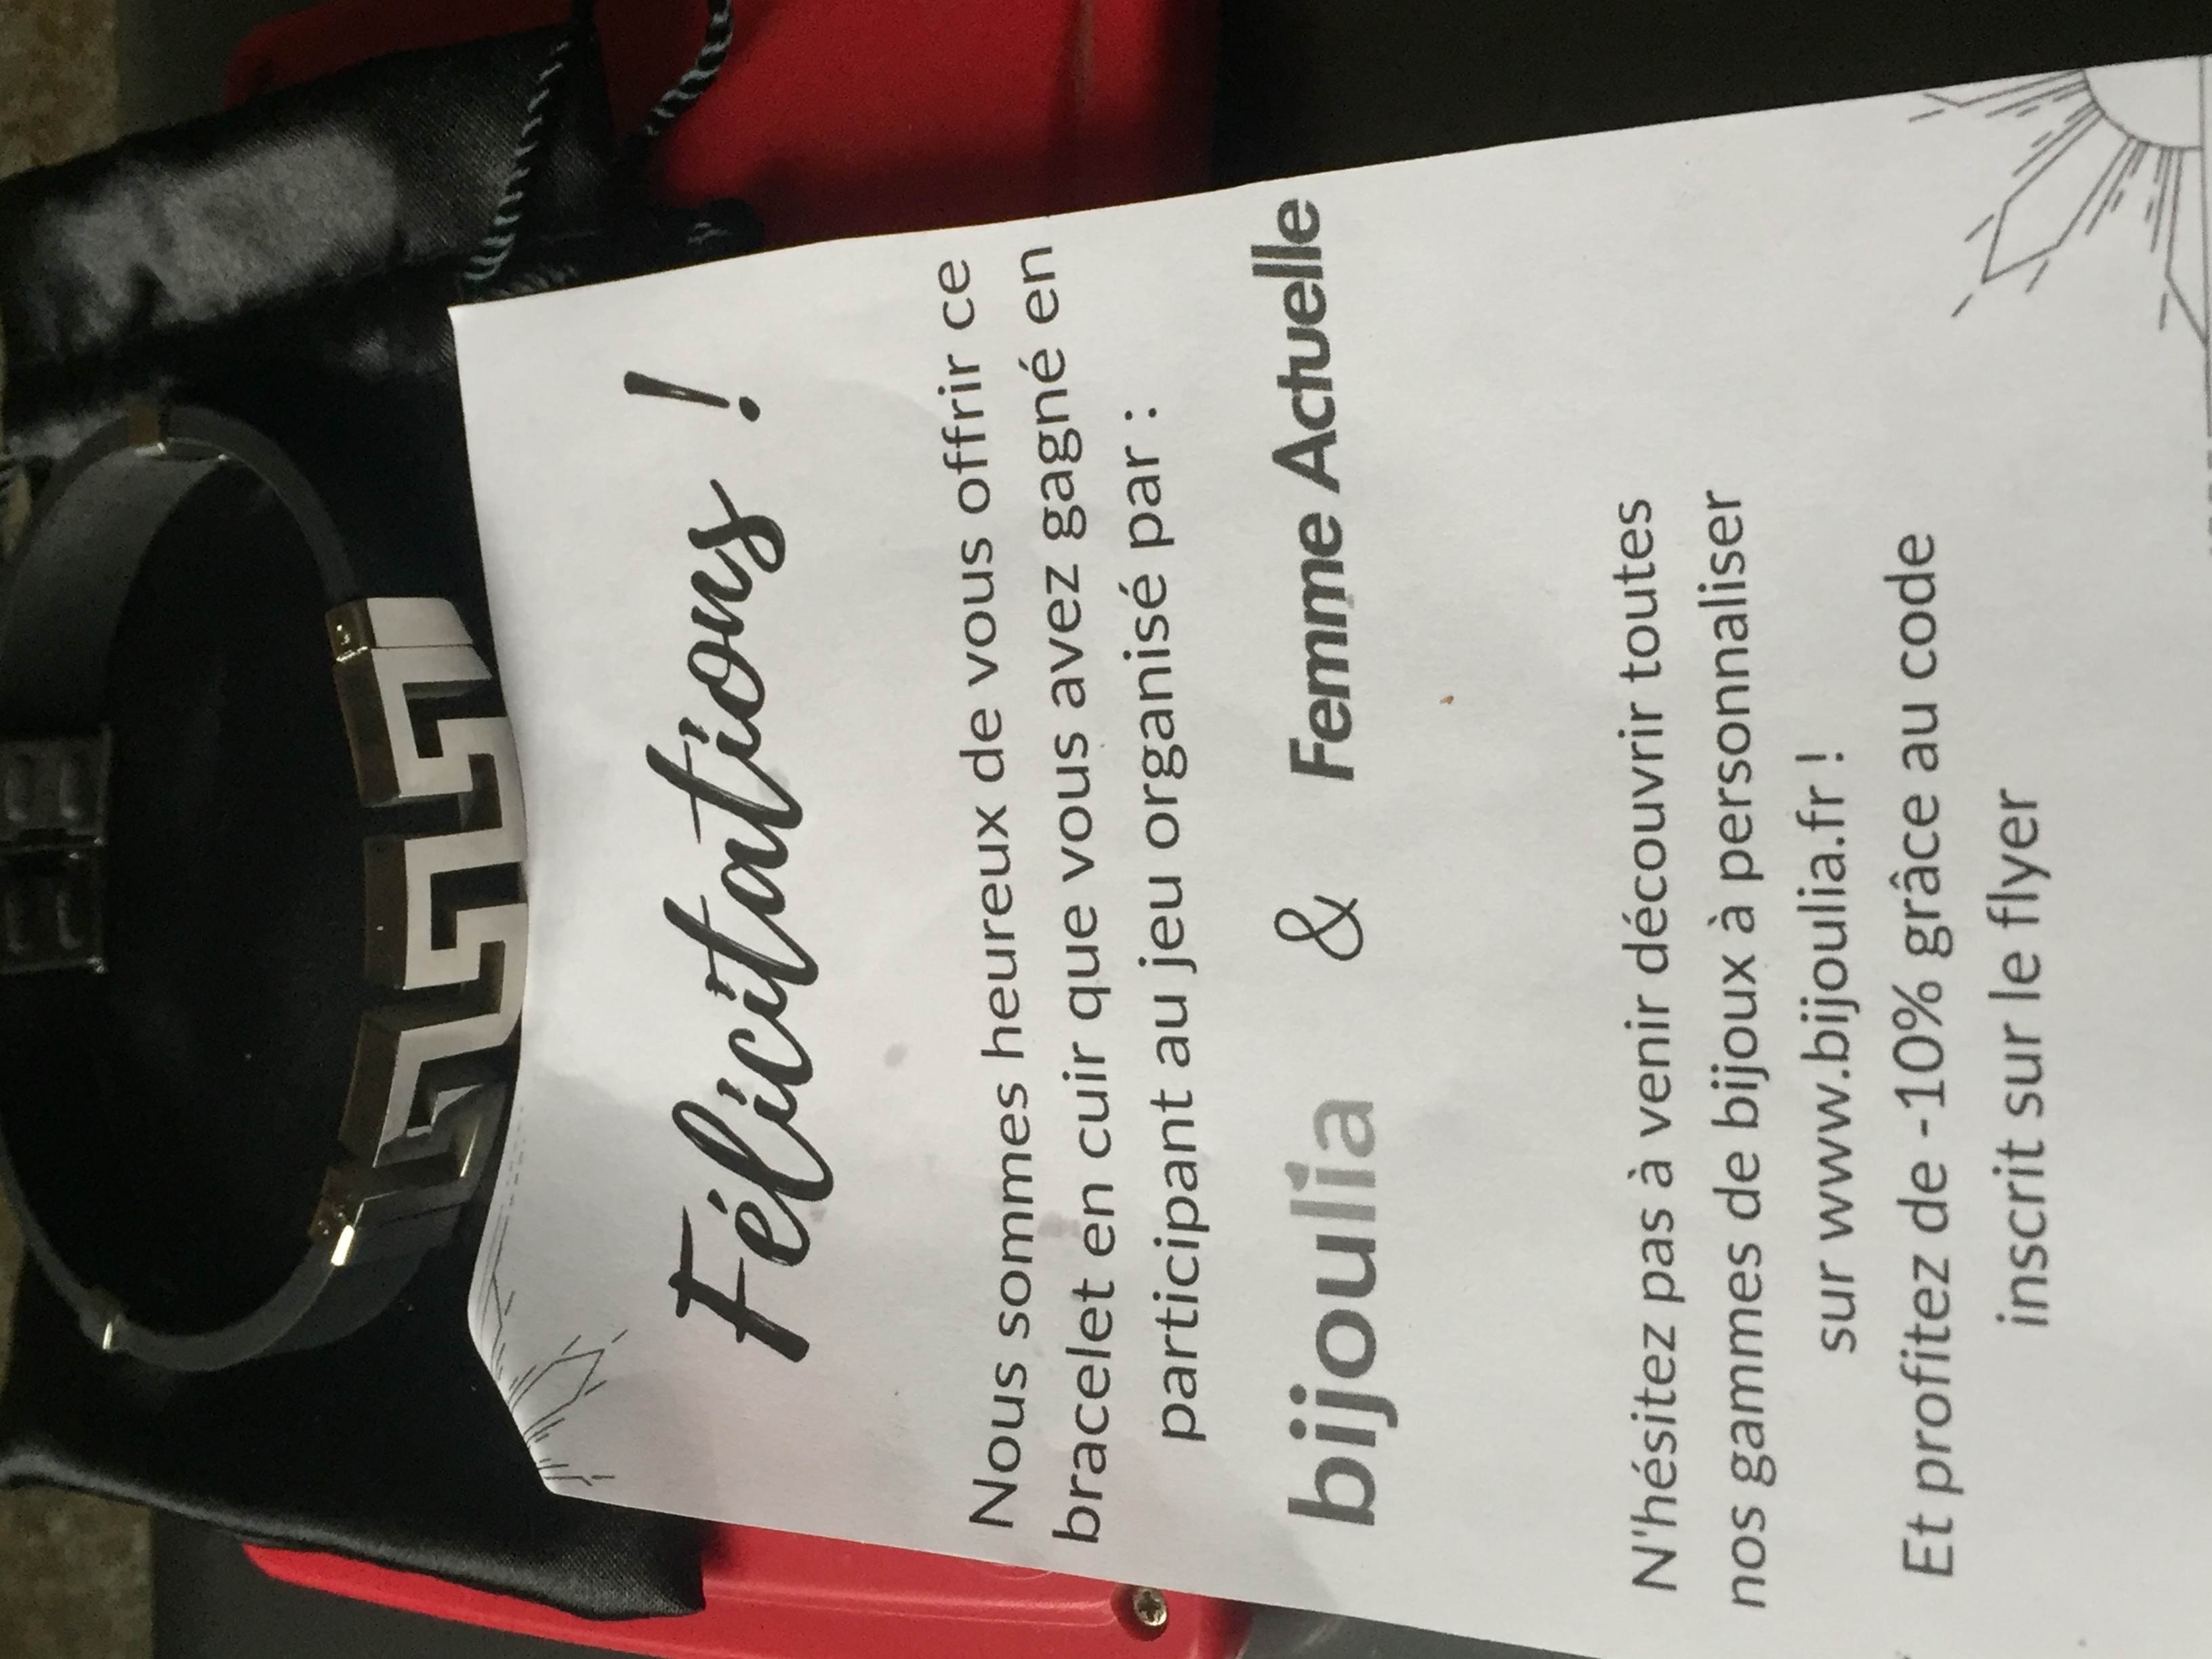 Félicitations !
Nous sommes heureux de vous offrir ce
bracelet en cuir que vous avez gagné en
participant au jeu organisé par :
bijoulia & Femme Actuelle
N'hésitez pas à venir découvrir toutes
nos gammes de bijoux à personnaliser
sur www.bijoulia.fr !
Et profitez de -10% grâce au code
inscrit sur le flyer